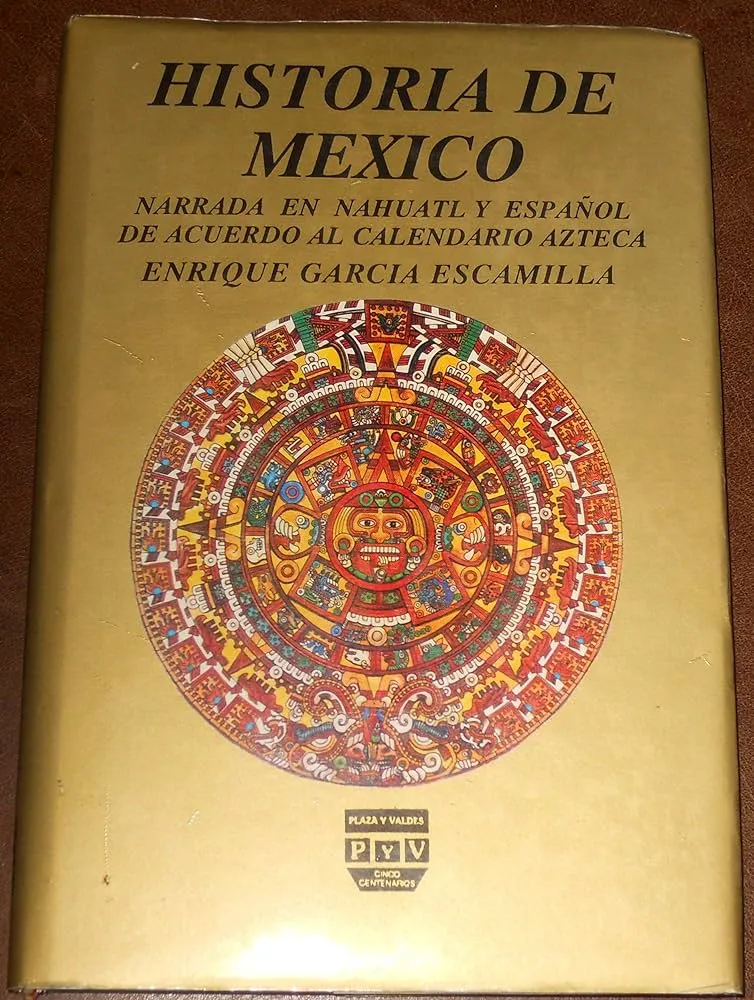 HISTORIA DE
MEXICO
NARRADA EN NAHUATL Y ESPAÑOL
DE ACUERDO AL CALENDARIO AZTECA
ENRIQUE GARCIA ESCAMILLA
PLAZA Y VALDES
P y V
CINCO
CENTENARIOS